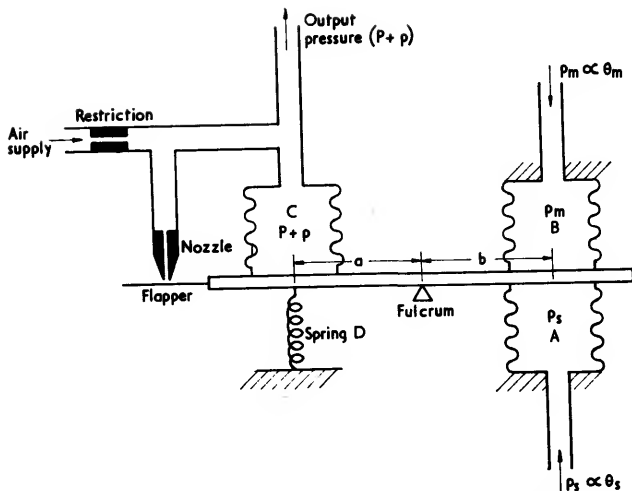 Output
pressure (P+ p)
pm ∝ θm
Restriction
Air
supply
C
P+ p
pm
B
Nozzle
a
b
Flapper
Fulcrum
ps
A
Spring D
ps ∝ θs